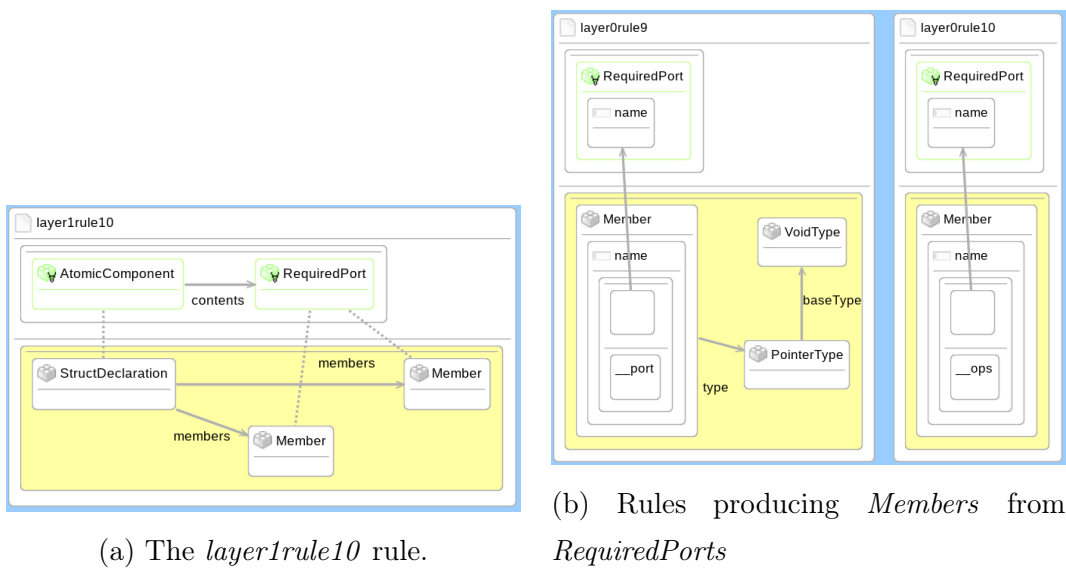 layer1rule10
AtomicComponent
RequiredPort
contents
members
StructDeclaration
Member
members
Member
(a) The layer1rule10 rule.
layer0rule9
RequiredPort
name
Member
VoidType
name
baseType
PointerType
__port
type
layer0rule10
RequiredPort
name
Member
name
__ops
(b) Rules producing Members from
RequiredPorts